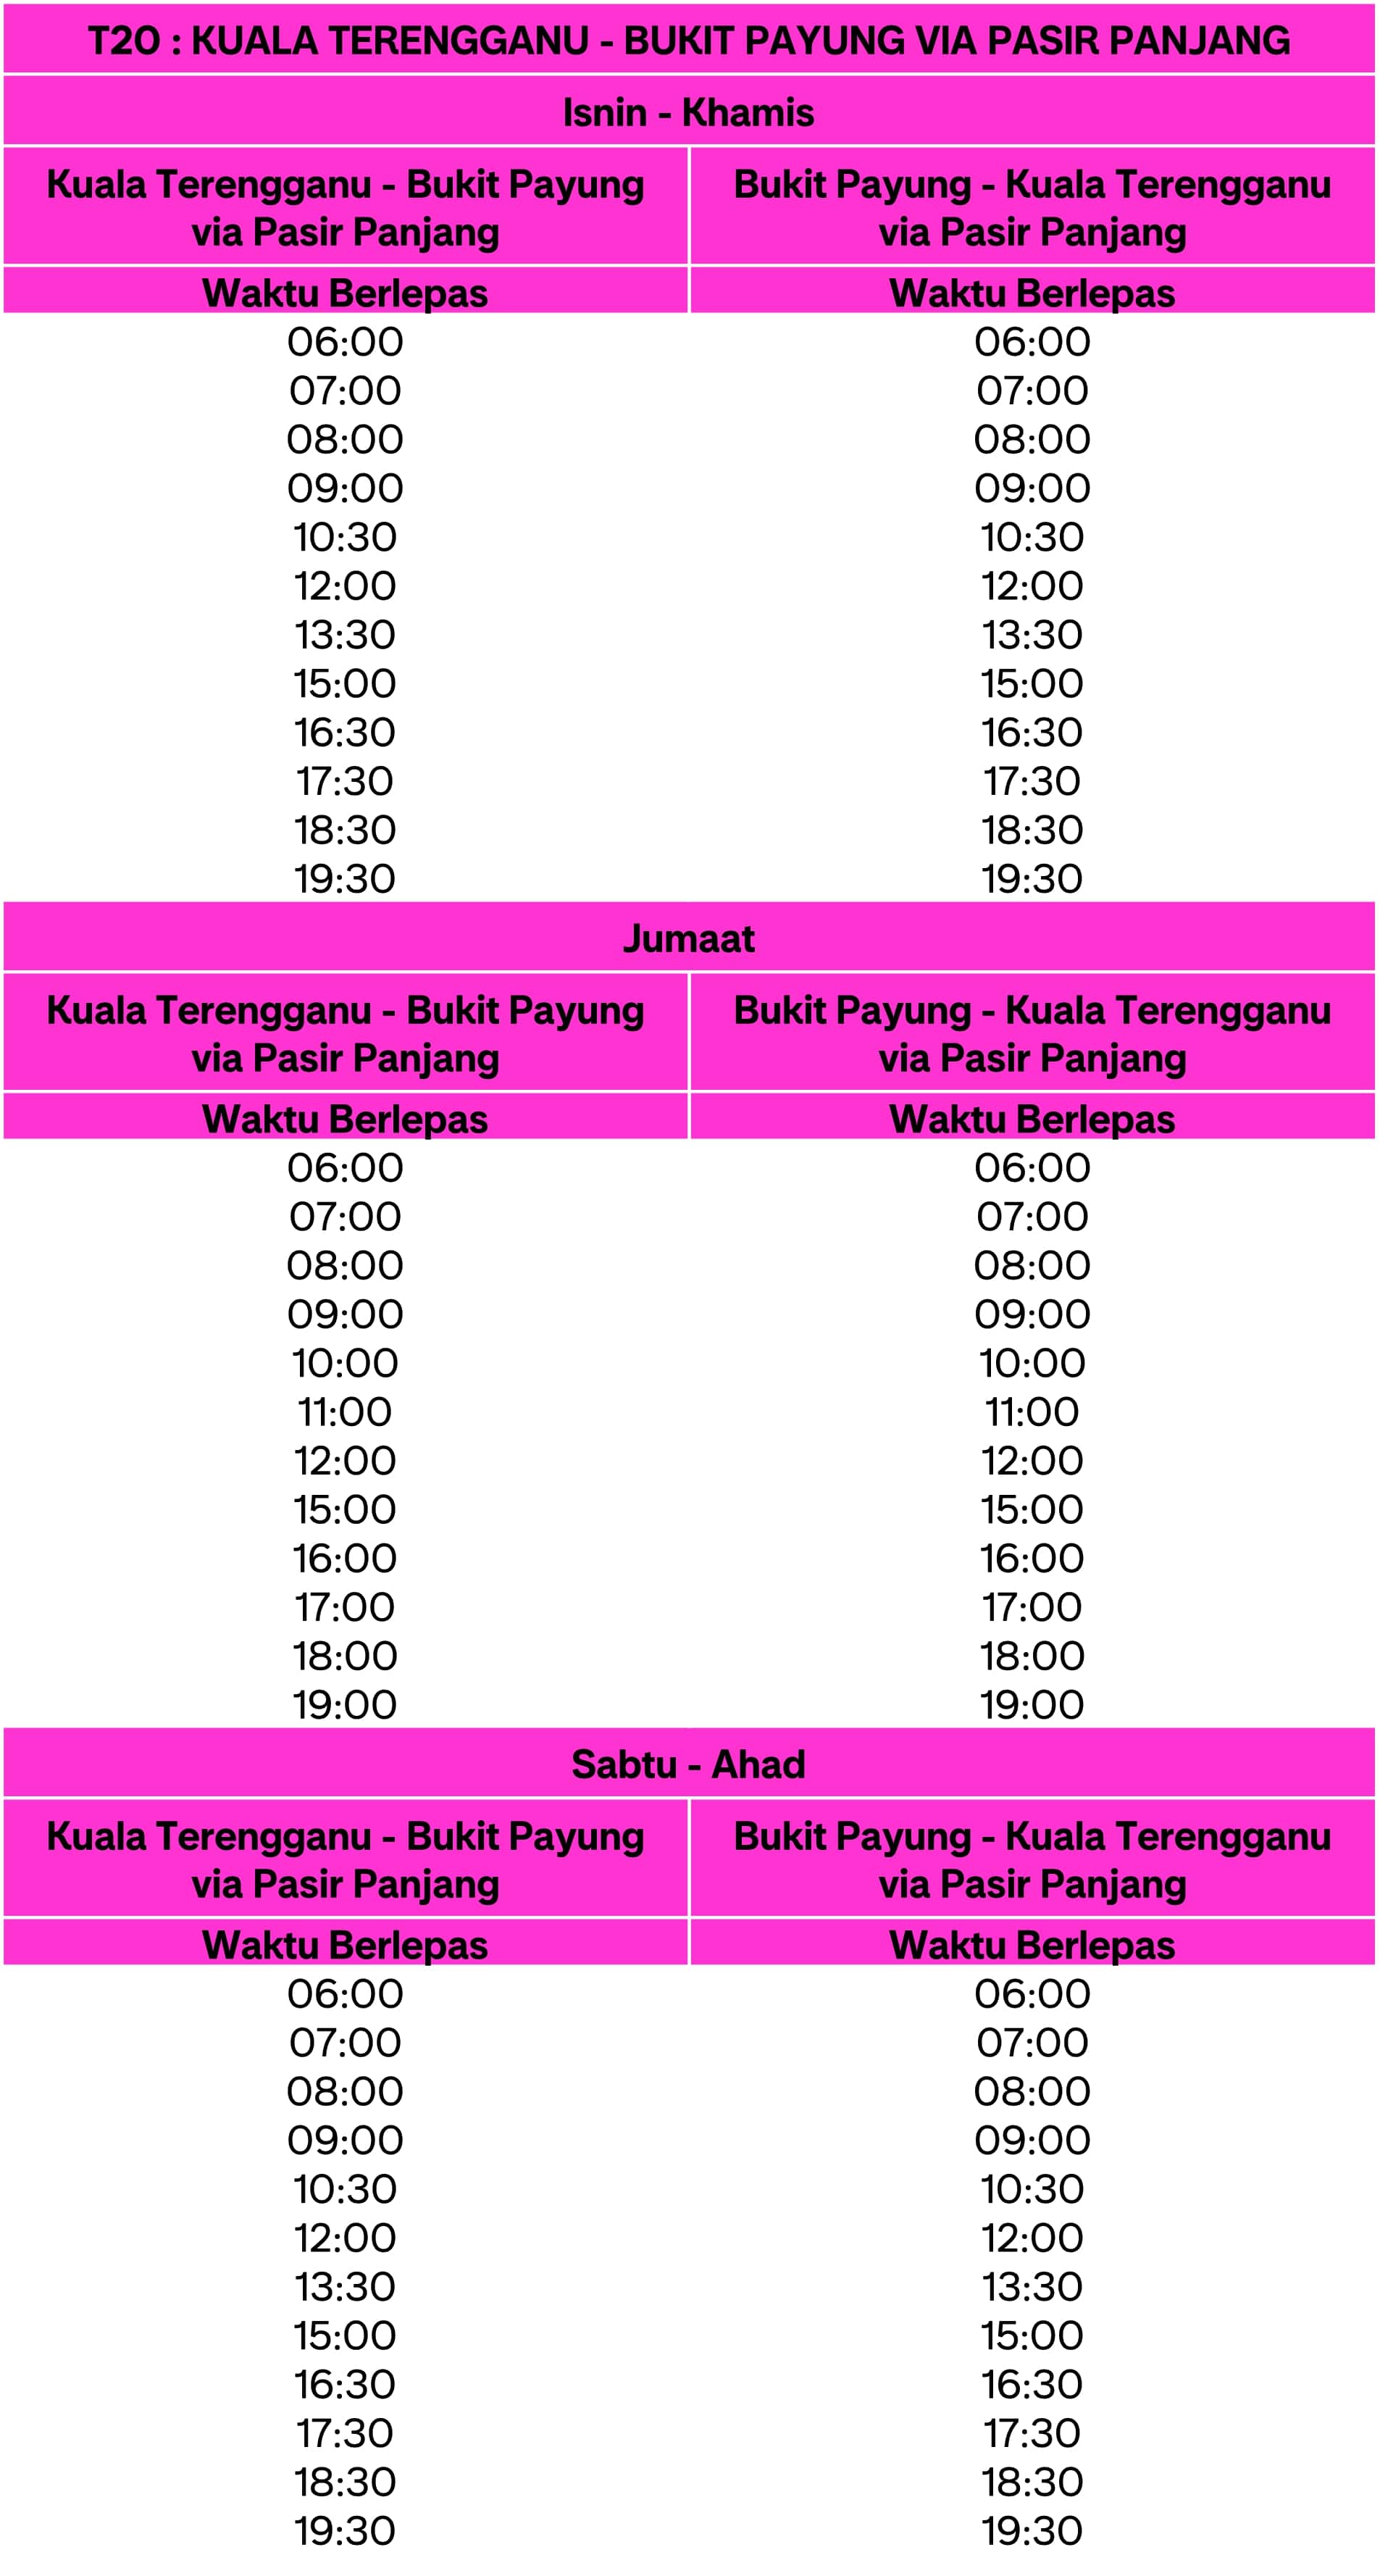 T20 : KUALA TERENGGANU - BUKIT PAYUNG VIA PASIR PANJANG
Isnin - Khamis
Kuala Terengganu - Bukit Payung
via Pasir Panjang
Bukit Payung - Kuala Terengganu
via Pasir Panjang
Waktu Berlepas Waktu Berlepas
06:00 06:00
07:00 07:00
08:00 08:00
09:00 09:00
10:30 10:30
12:00 12:00
13:30 13:30
15:00 15:00
16:30 16:30
17:30 17:30
18:30 18:30
19:30 19:30
Jumaat
Kuala Terengganu - Bukit Payung
via Pasir Panjang
Bukit Payung - Kuala Terengganu
via Pasir Panjang
Waktu Berlepas Waktu Berlepas
06:00 06:00
07:00 07:00
08:00 08:00
09:00 09:00
10:00 10:00
11:00 11:00
12:00 12:00
15:00 15:00
16:00 16:00
17:00 17:00
18:00 18:00
19:00 19:00
Sabtu - Ahad
Kuala Terengganu - Bukit Payung
via Pasir Panjang
Bukit Payung - Kuala Terengganu
via Pasir Panjang
Waktu Berlepas Waktu Berlepas
06:00 06:00
07:00 07:00
08:00 08:00
09:00 09:00
10:30 10:30
12:00 12:00
13:30 13:30
15:00 15:00
16:30 16:30
17:30 17:30
18:30 18:30
19:30 19:30